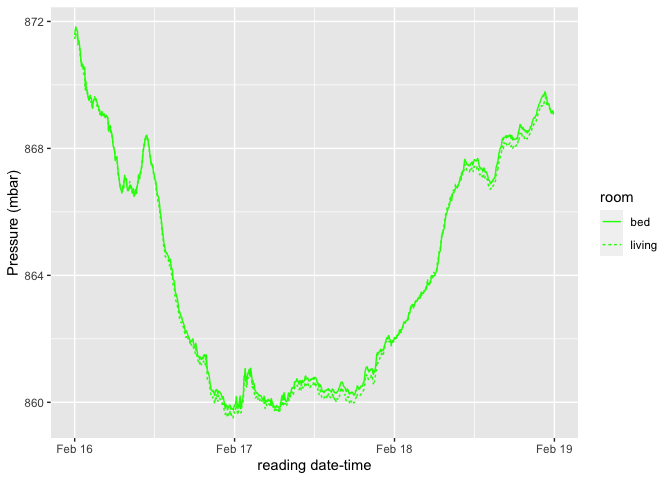 872
868
864
860
Pressure (mbar)
Feb 16
Feb 17
Feb 18
Feb 19
reading date-time
room
bed
living